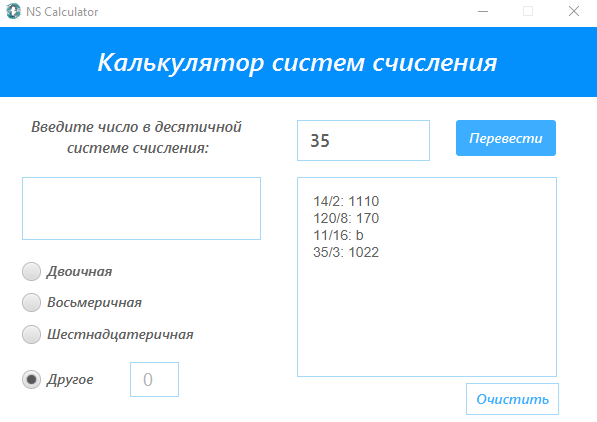 NS Calculator
Калькулятор систем счисления
Введите число в десятичной
системе счисления:
35
Перевести
14/2: 1110
120/8: 170
11/16: b
35/3: 1022
Двоичная
Восьмеричная
Шестнадцатеричная
Другое
0
Очистить